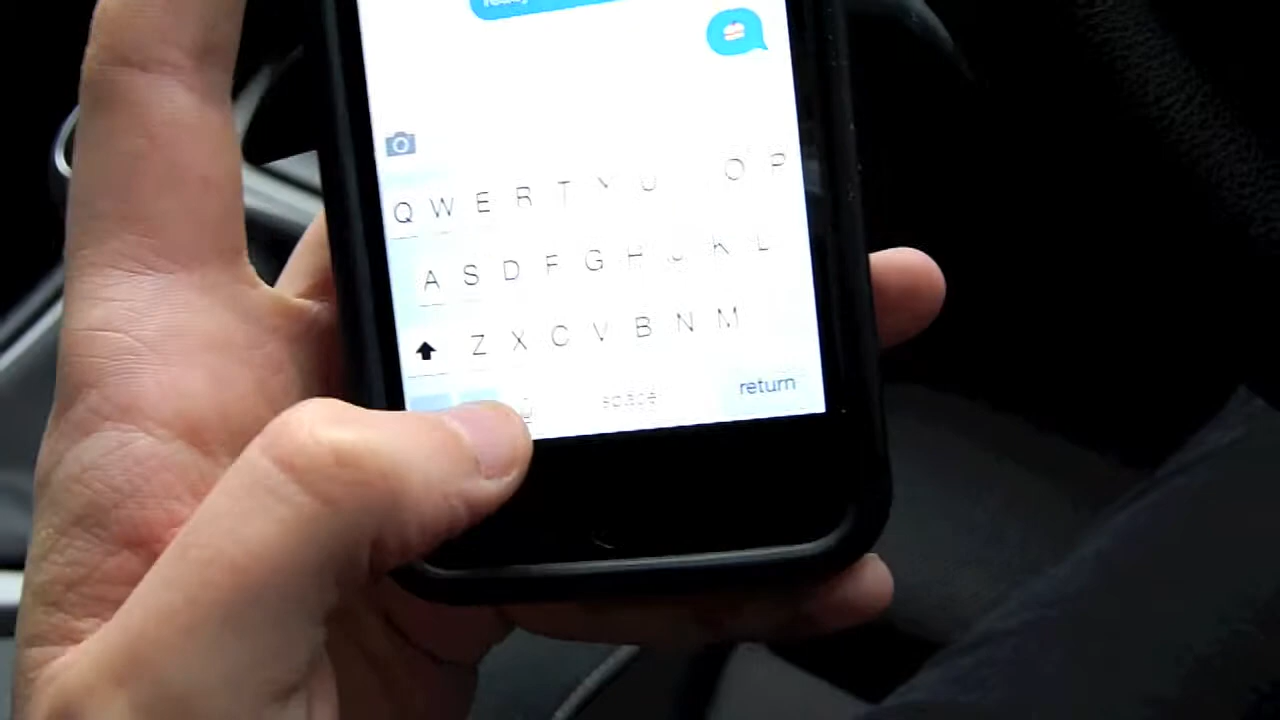 Q W E R T Y U O P
A S D F G H J K L
Z X C V B N M
space return